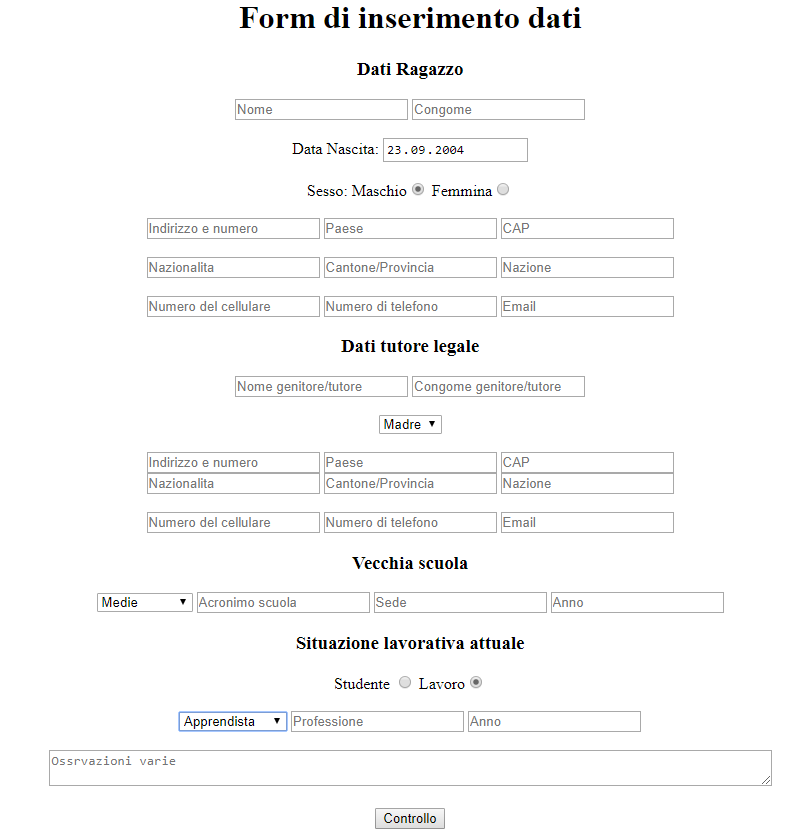 Form di inserimento dati
Dati Ragazzo
Nome Congome
Data Nascita: 23.09.2004
Sesso: Maschio Femmina
Indirizzo e numero Paese CAP
Nazionalita Cantone/Provincia Nazione
Numero del cellulare Numero di telefono Email
Dati tutore legale
Nome genitore/tutore Congome genitore/tutore
Madre
Indirizzo e numero Paese CAP
Nazionalita Cantone/Provincia Nazione
Numero del cellulare Numero di telefono Email
Vecchia scuola
Medie Acronimo scuola Sede Anno
Situazione lavorativa attuale
Studente Lavoro
Apprendista Professione Anno
Ossrvazioni varie
Controllo